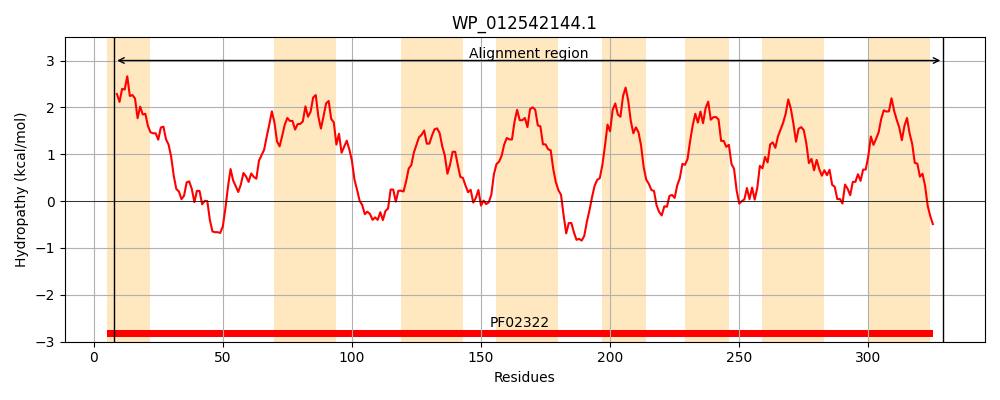 WP_012542144.1
Alignment region
3
2
1
0
−1
−2
−3
Hydropathy (kcal/mol)
PF02322
0 50 100 150 200 250 300
Residues